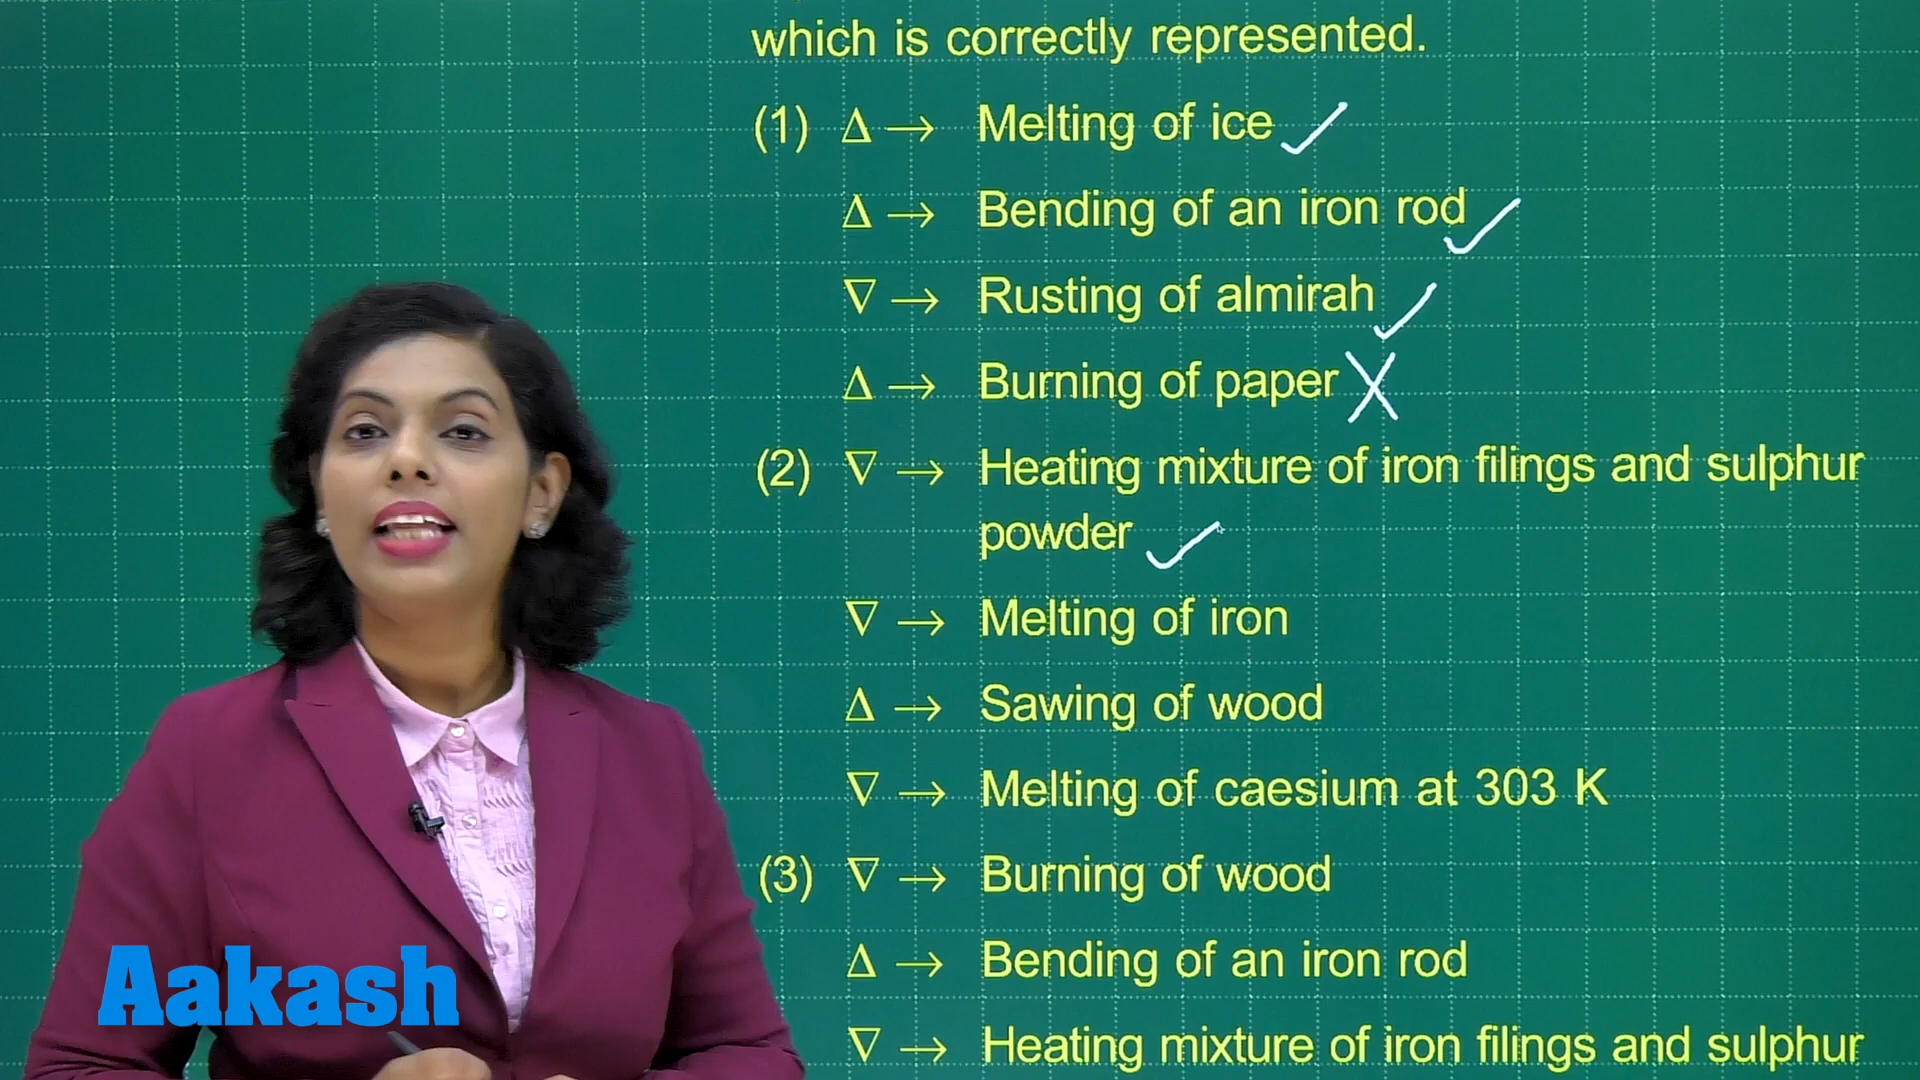 which is correctly represented.
(1) Δ → Melting of ice ✓
Δ → Bending of an iron rod ✓
∇ → Rusting of almirah ✓
Δ → Burning of paper ✗
(2) ∇ → Heating mixture of iron filings and sulphur
powder ✓
∇ → Melting of iron
Δ → Sawing of wood
∇ → Melting of caesium at 303 K
(3) ∇ → Burning of wood
Δ → Bending of an iron rod
∇ → Heating mixture of iron filings and sulphur
Aakash